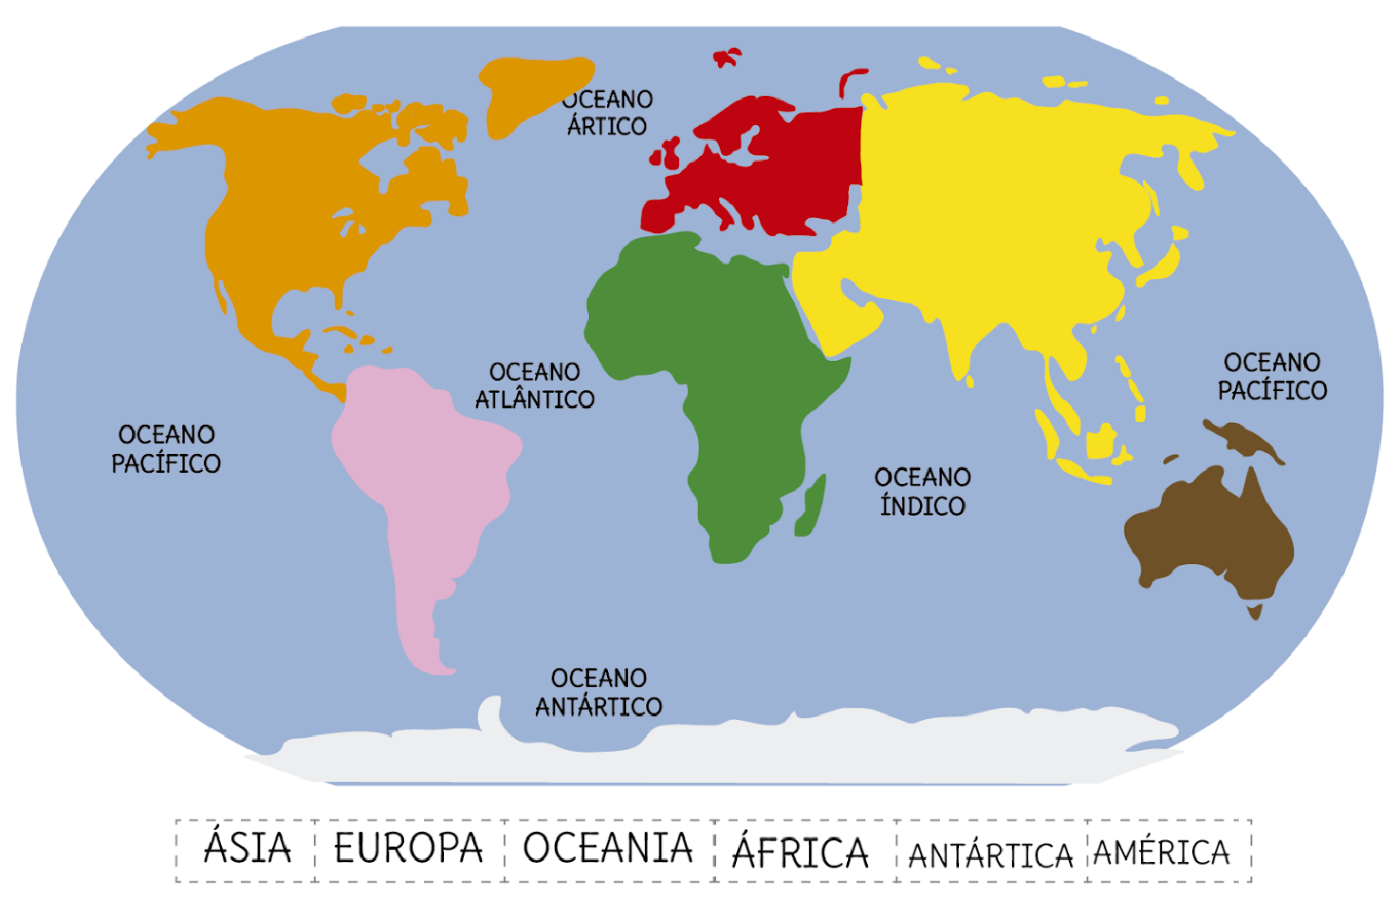 OCEANO
ÁRTICO
OCEANO
ATLÂNTICO
OCEANO
PACÍFICO
OCEANO
PACÍFICO
OCEANO
ÍNDICO
OCEANO
ANTÁRTICO
ÁSIA
EUROPA
OCEANIA
ÁFRICA
ANTÁRTICA
AMÉRICA